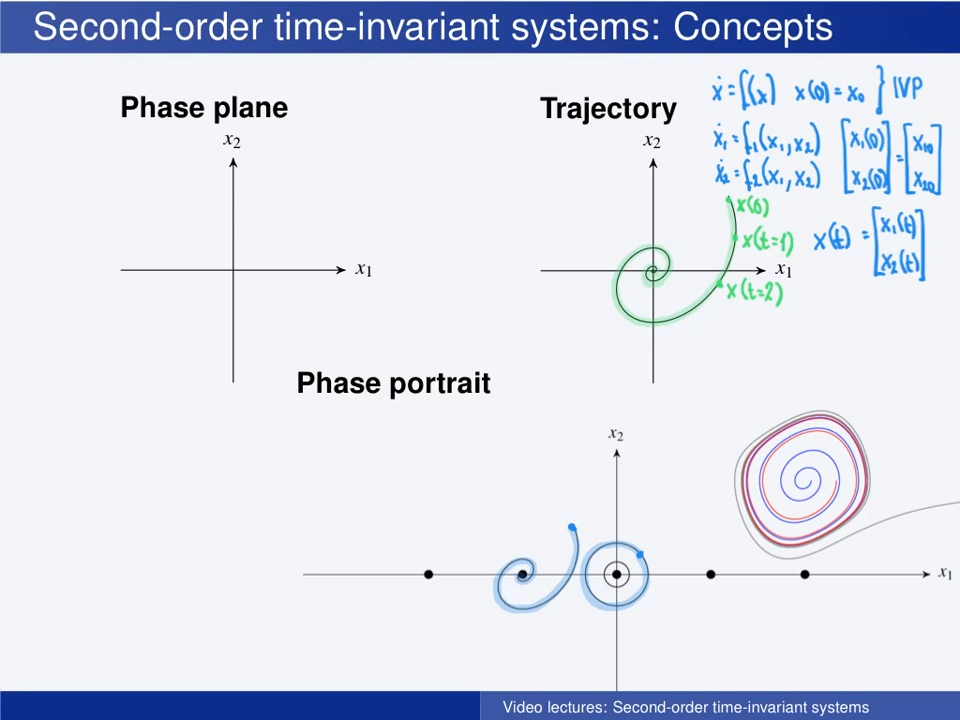 Second-order time-invariant systems: Concepts
Phase plane
x2
x1
Trajectory
x2
x1
ẋ = f(x) x(0) = x₀ } IVP
ẋ₁ = f₁(x₁, x₂) [x₁(0)] = [x₁₀]
ẋ₂ = f₂(x₁, x₂) [x₂(0)] [x₂₀]
x(0)
x(t=1)
x(t=2)
x(t) = [x₁(t)]
[x₂(t)]
Phase portrait
x2
x1
Video lectures: Second-order time-invariant systems